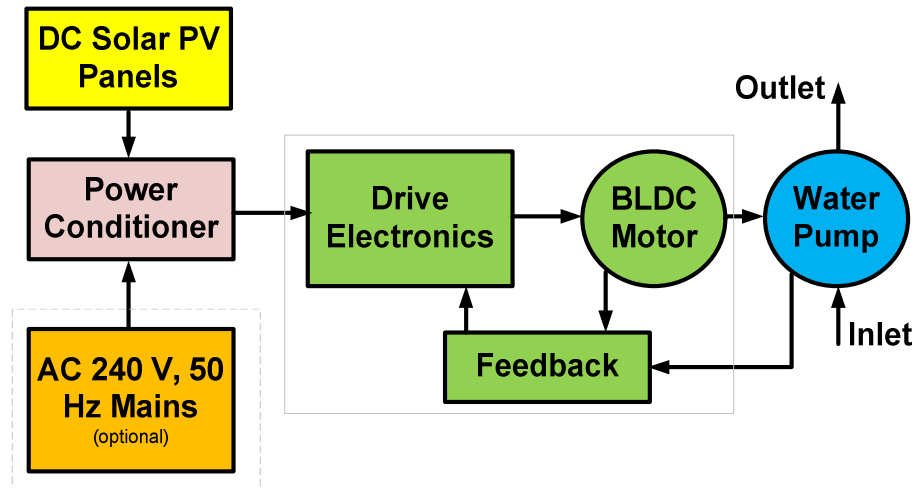 DC Solar PV
Panels
Power
Conditioner
AC 240 V, 50
Hz Mains
(optional)
Drive
Electronics
BLDC
Motor
Feedback
Water
Pump
Outlet
Inlet